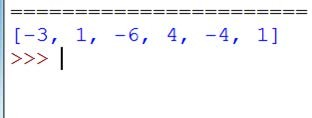 =======================
[-3, 1, -6, 4, -4, 1]
>>>